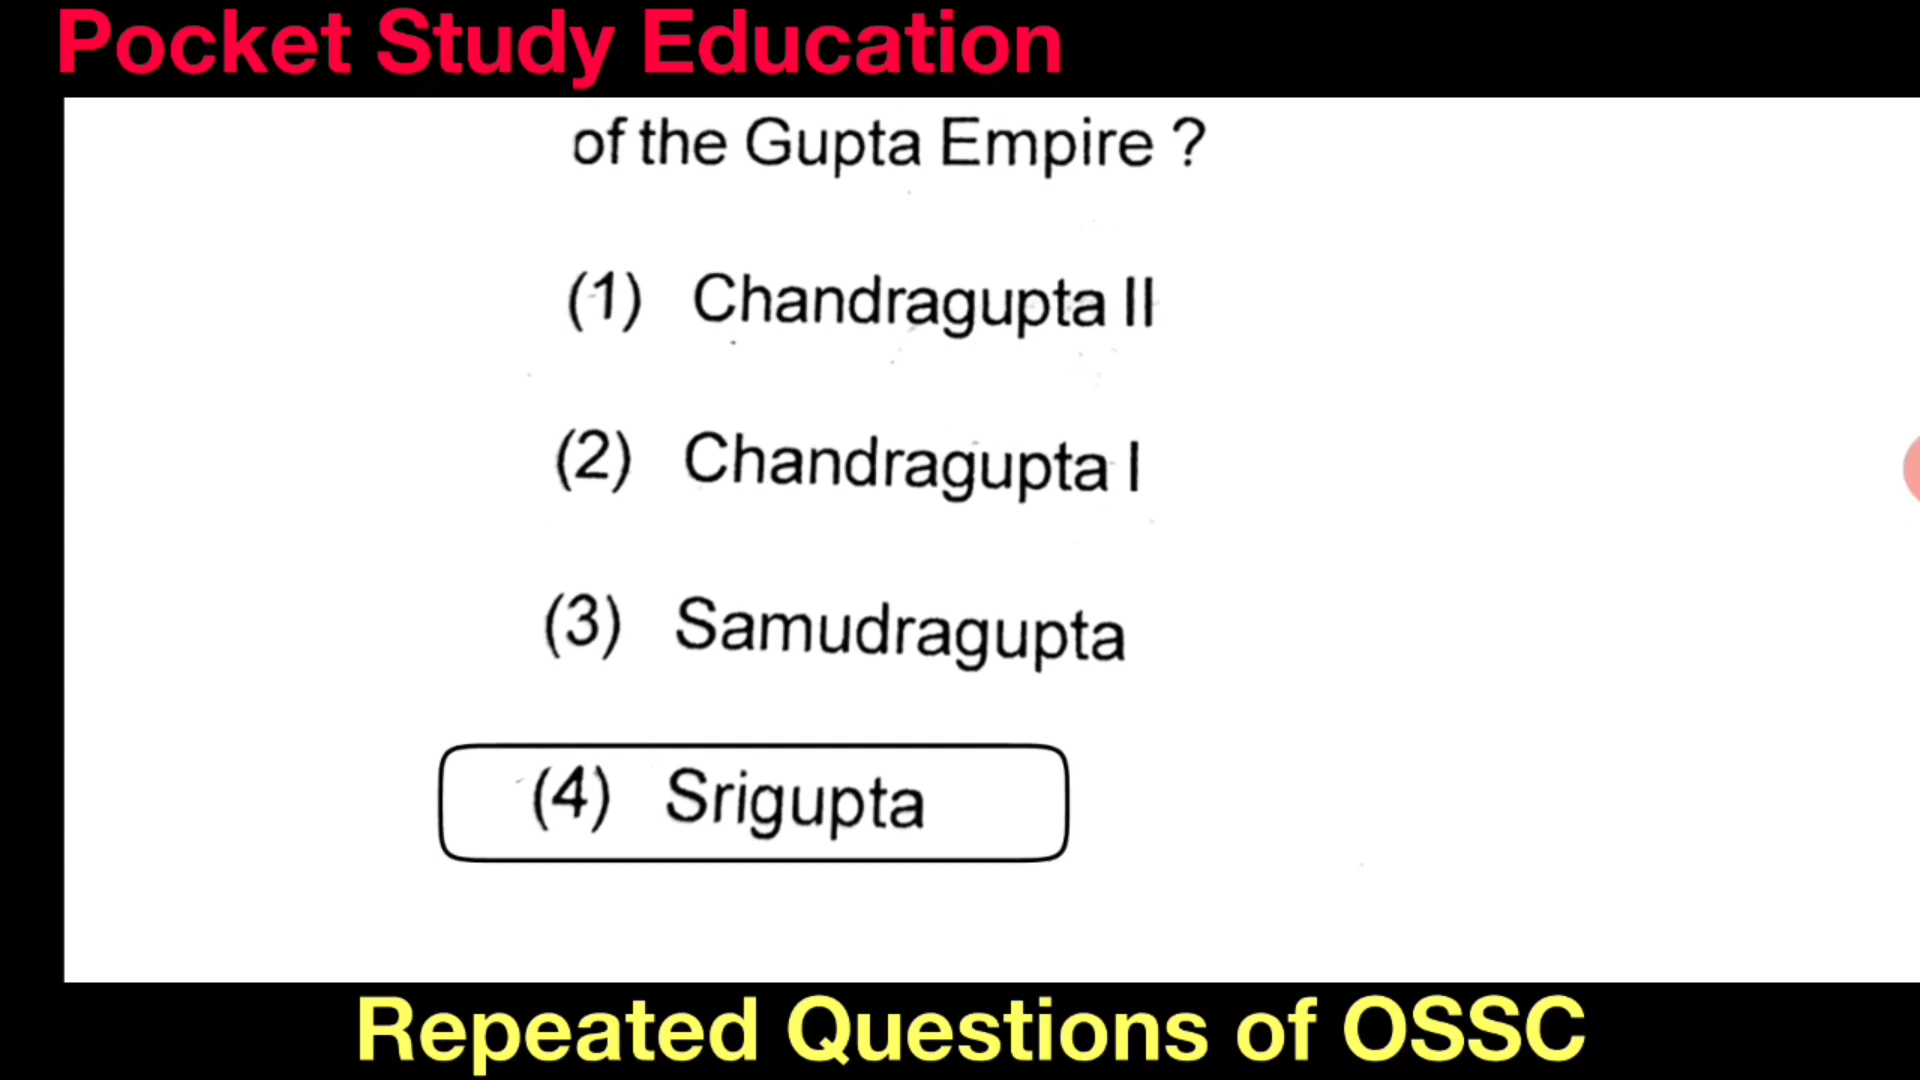 Pocket Study Education
of the Gupta Empire ?
(1) Chandragupta II
(2) Chandragupta I
(3) Samudragupta
(4) Srigupta
Repeated Questions of OSSC